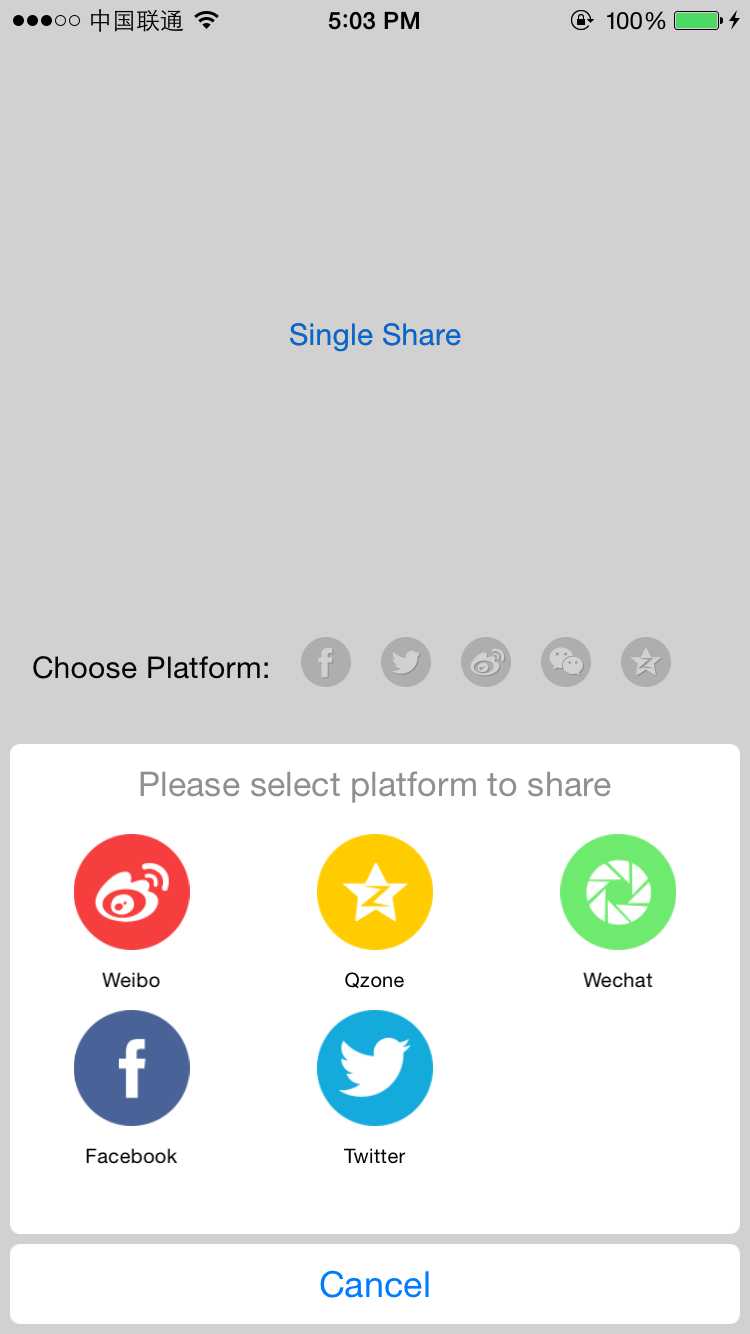 中国联通 5:03 PM 100%
Single Share
Choose Platform:
Please select platform to share
Weibo Qzone Wechat
Facebook Twitter
Cancel